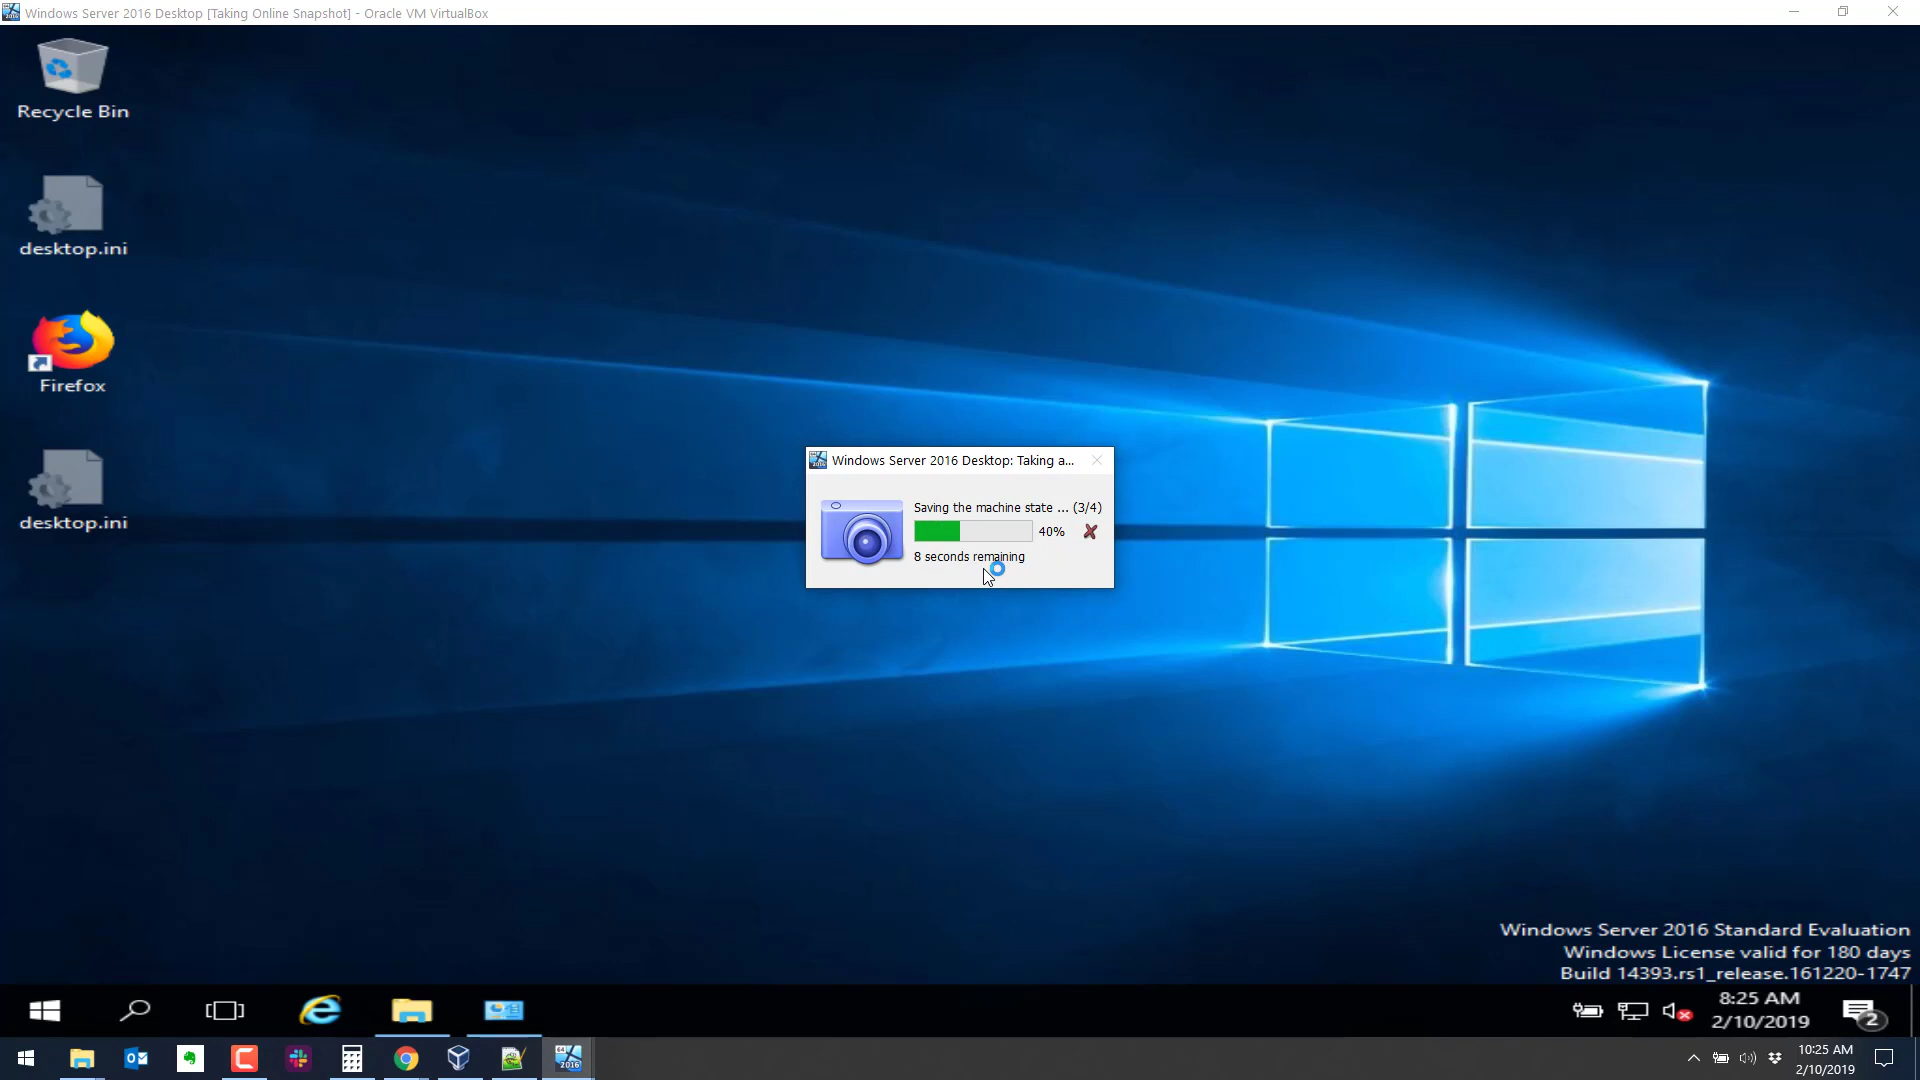 Windows Server 2016 Desktop [Taking Online Snapshot] - Oracle VM VirtualBox
Recycle Bin
desktop.ini
Firefox
desktop.ini
Windows Server 2016 Desktop: Taking a...
Saving the machine state ... (3/4)
40%
8 seconds remaining
Windows Server 2016 Standard Evaluation
Windows License valid for 180 days
Build 14393.rs1_release.161220-1747
8:25 AM
2/10/2019
2
10:25 AM
2/10/2019